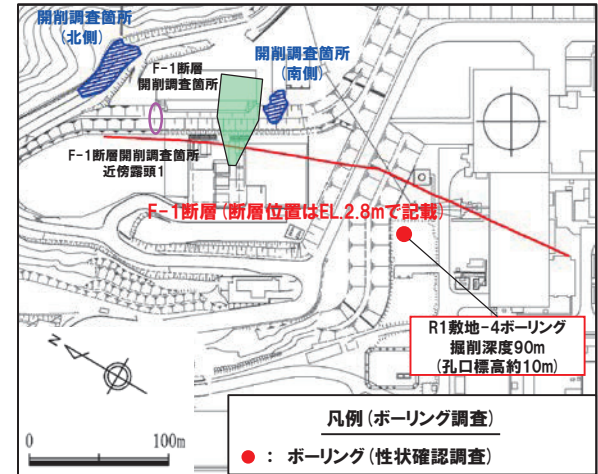 開削調査箇所
(北側)
F-1断層
開削調査箇所
開削調査箇所
(南側)
F-1断層開削調査箇所
近傍露頭1
F-1断層(断層位置はEL.2.8mで記載)
R1敷地-4ボーリング
掘削深度90m
(孔口標高約10m)
N
0 100m
凡例(ボーリング調査)
● : ボーリング(性状確認調査)